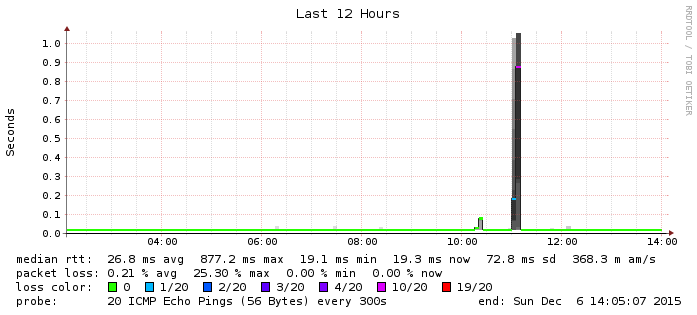 Last 12 Hours
RRDTOOL / TOBI OETIKER
Seconds
1.0
0.9
0.8
0.7
0.6
0.5
0.4
0.3
0.2
0.1
0.0
04:00 06:00 08:00 10:00 12:00 14:00
median rtt: 26.8 ms avg 877.2 ms max 19.1 ms min 19.3 ms now 72.8 ms sd 368.3 m am/s
packet loss: 0.21 % avg 25.30 % max 0.00 % min 0.00 % now
loss color: 0 1/20 2/20 3/20 4/20 10/20 19/20
probe: 20 ICMP Echo Pings (56 Bytes) every 300s end: Sun Dec 6 14:05:07 2015